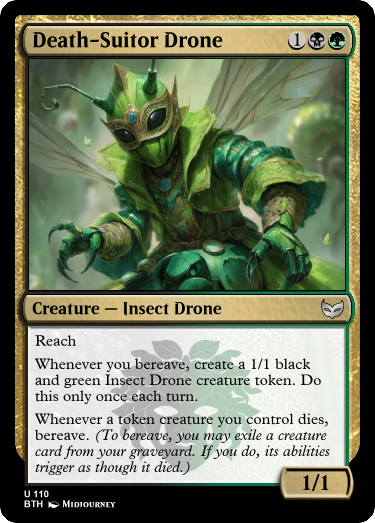 Death-Suitor Drone 1
Creature — Insect Drone
Reach
Whenever you bereave, create a 1/1 black
and green Insect Drone creature token. Do
this only once each turn.
Whenever a token creature you control dies,
bereave. (To bereave, you may exile a creature
card from your graveyard. If you do, its abilities
trigger as though it died.)
1/1
U 110
BTH Midjourney